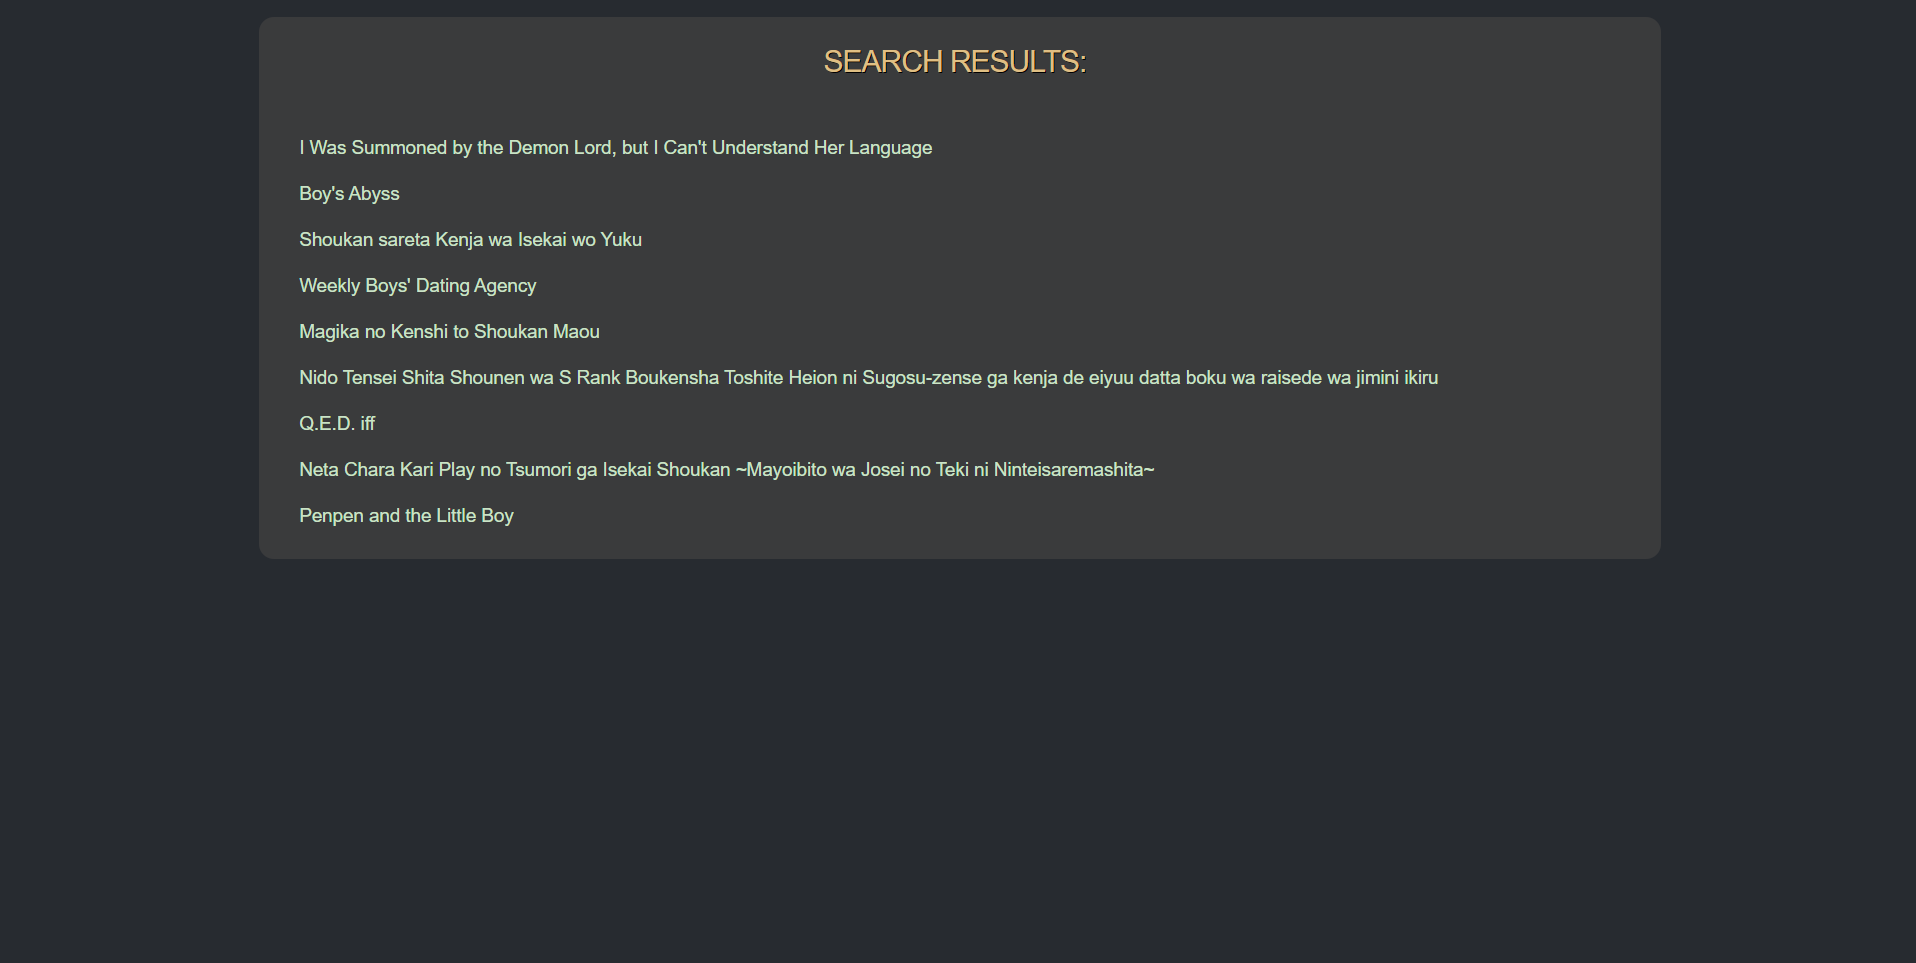 SEARCH RESULTS:
I Was Summoned by the Demon Lord, but I Can't Understand Her Language
Boy's Abyss
Shoukan sareta Kenja wa Isekai wo Yuku
Weekly Boys' Dating Agency
Magika no Kenshi to Shoukan Maou
Nido Tensei Shita Shounen wa S Rank Boukensha Toshite Heion ni Sugosu-zense ga kenja de eiyuu datta boku wa raisede wa jimini ikiru
Q.E.D. iff
Neta Chara Kari Play no Tsumori ga Isekai Shoukan ~Mayoibito wa Josei no Teki ni Ninteisaremashita~
Penpen and the Little Boy